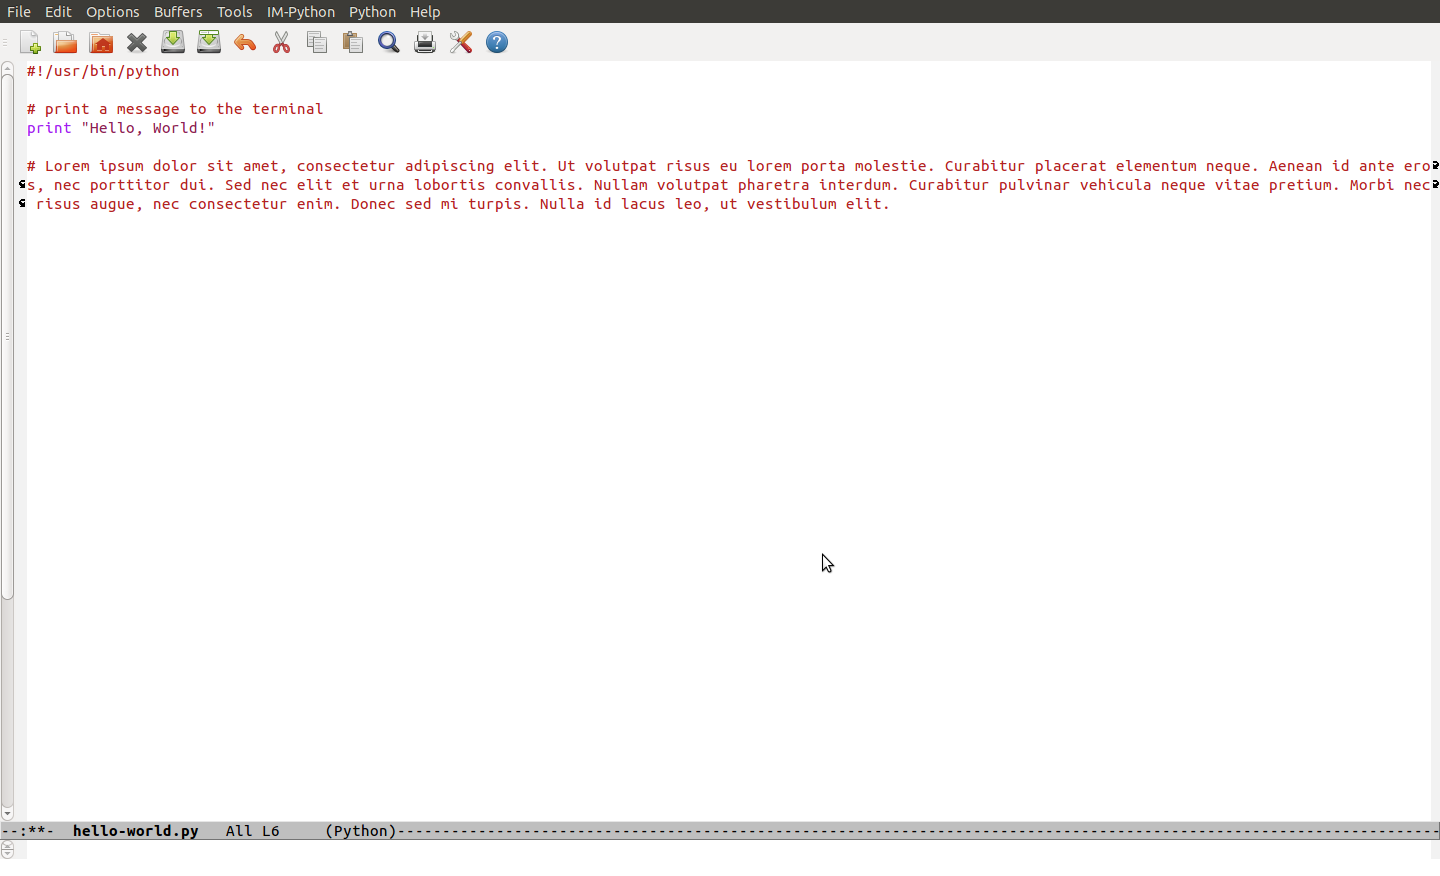 File Edit Options Buffers Tools IM-Python Python Help
#!/usr/bin/python
# print a message to the terminal
print "Hello, World!"
# Lorem ipsum dolor sit amet, consectetur adipiscing elit. Ut volutpat risus eu lorem porta molestie. Curabitur placerat elementum neque. Aenean id ante ero
s, nec porttitor dui. Sed nec elit et urna lobortis convallis. Nullam volutpat pharetra interdum. Curabitur pulvinar vehicula neque vitae pretium. Morbi nec
risus augue, nec consectetur enim. Donec sed mi turpis. Nulla id lacus leo, ut vestibulum elit.
--:**-  hello-world.py   All L6     (Python)--------------------------------------------------------------------------------------------------------------------